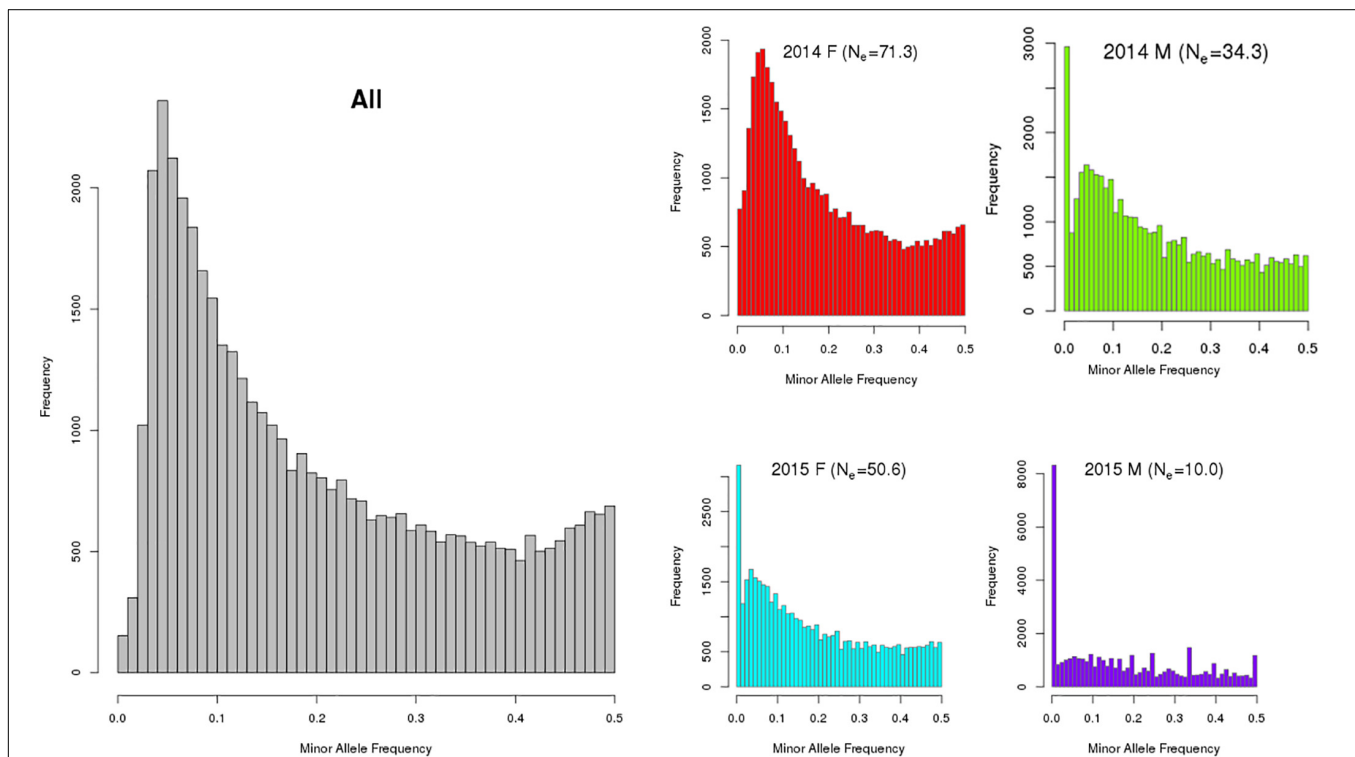 All
Frequency
0
500
1000
1500
2000
0.0 0.1 0.2 0.3 0.4 0.5
Minor Allele Frequency
2014 F (Ne=71.3)
Frequency
0
500
1000
1500
2000
0.0 0.1 0.2 0.3 0.4 0.5
Minor Allele Frequency
2014 M (Ne=34.3)
Frequency
0
500
1000
2000
3000
0.0 0.1 0.2 0.3 0.4 0.5
Minor Allele Frequency
2015 F (Ne=50.6)
Frequency
0
500
1500
2500
0.0 0.1 0.2 0.3 0.4 0.5
Minor Allele Frequency
2015 M (Ne=10.0)
Frequency
0
2000
4000
6000
8000
0.0 0.1 0.2 0.3 0.4 0.5
Minor Allele Frequency